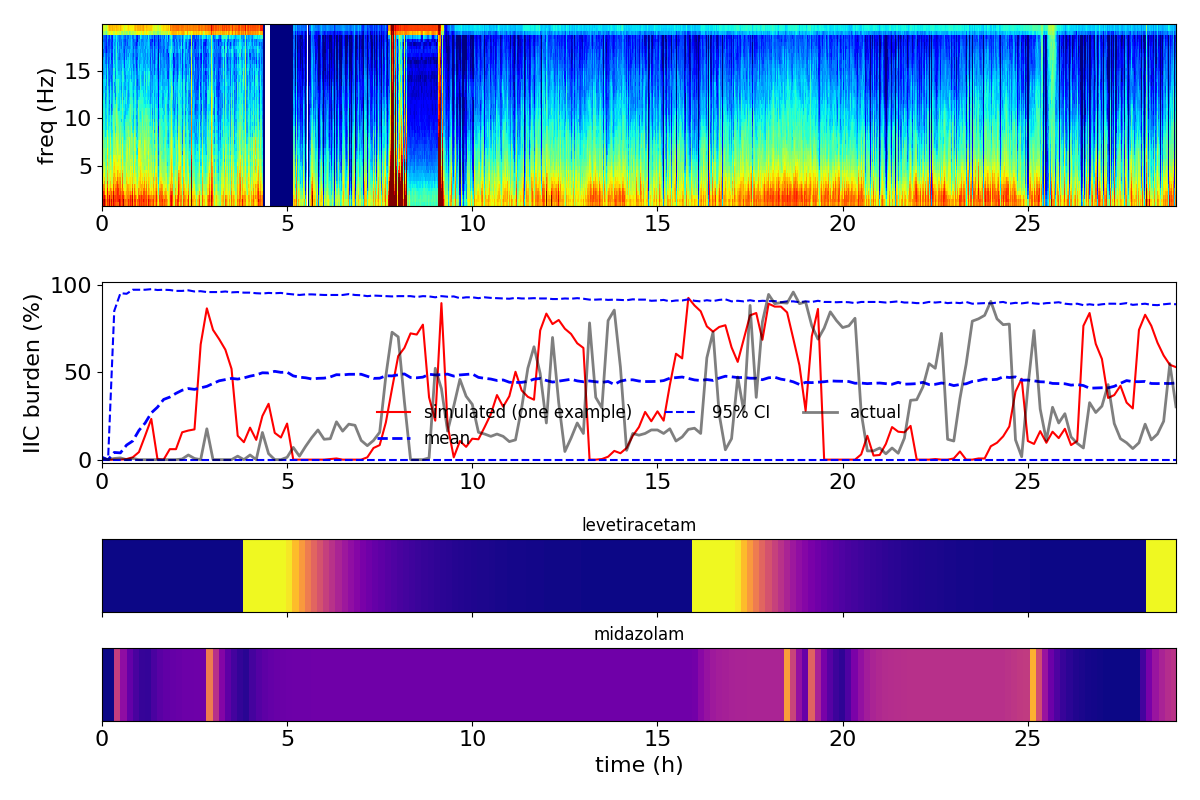 freq (Hz)
15
10
5
0 5 10 15 20 25
IIC burden (%)
100
50
0
simulated (one example) 95% CI actual
mean
0 5 10 15 20 25
levetiracetam
midazolam
0 5 10 15 20 25
time (h)